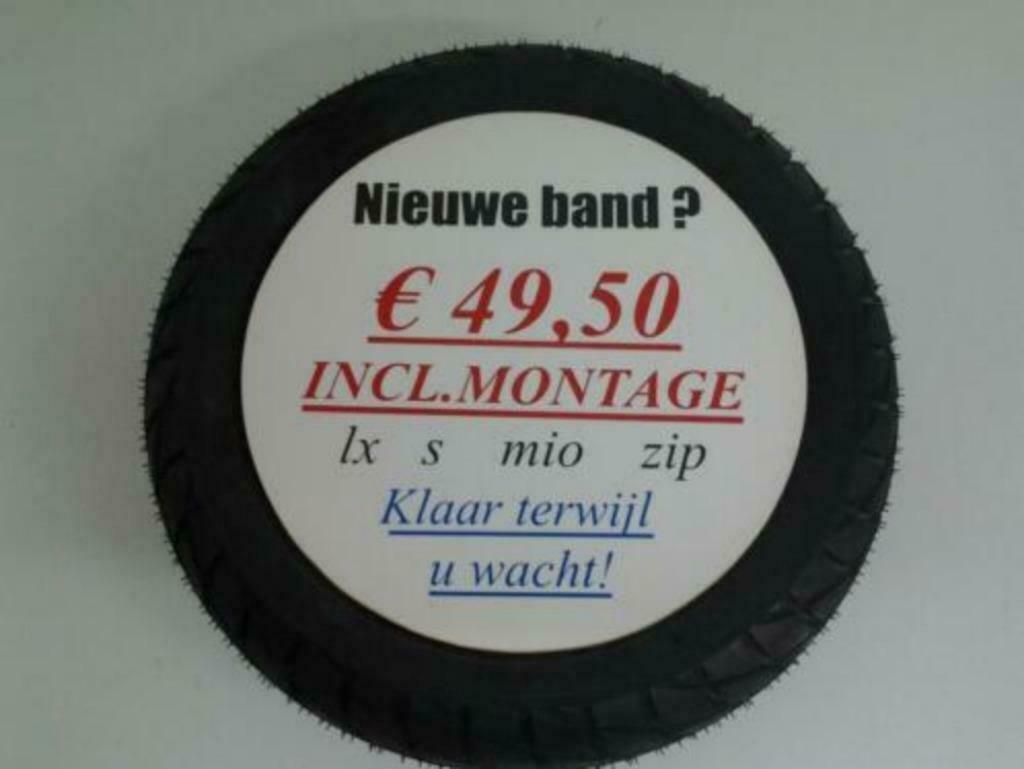 Nieuwe band ?
€ 49,50
INCL.MONTAGE
lx s mio zip
Klaar terwijl
u wacht!